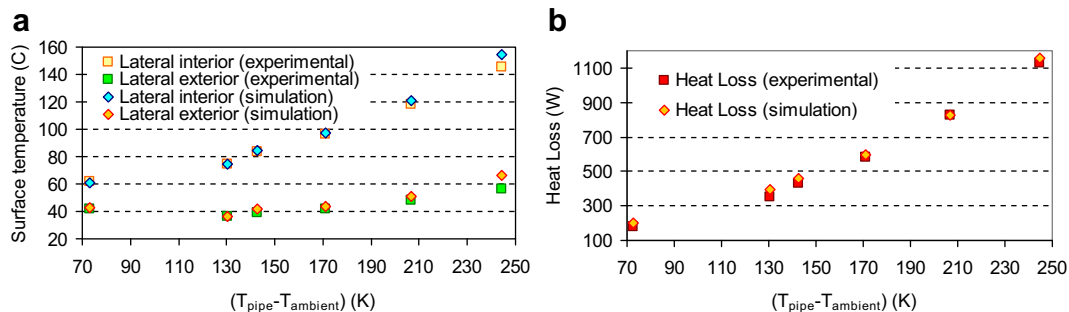 a
Surface temperature (C)
160
140
120
100
80
60
40
20
Lateral interior (experimental)
Lateral exterior (experimental)
Lateral interior (simulation)
Lateral exterior (simulation)
70 90 110 130 150 170 190 210 230 250
(Tpipe-Tambient) (K)
b
Heat Loss (W)
1100
900
700
500
300
100
Heat Loss (experimental)
Heat Loss (simulation)
70 90 110 130 150 170 190 210 230 250
(Tpipe-Tambient) (K)